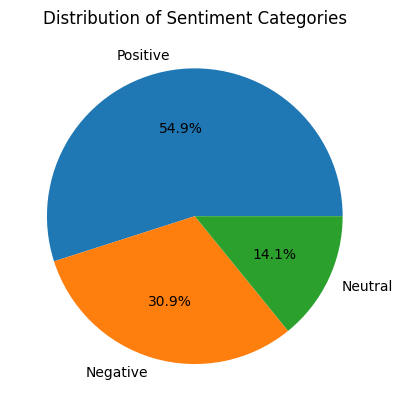 Distribution of Sentiment Categories
Positive
54.9%
14.1%
30.9%
Neutral
Negative